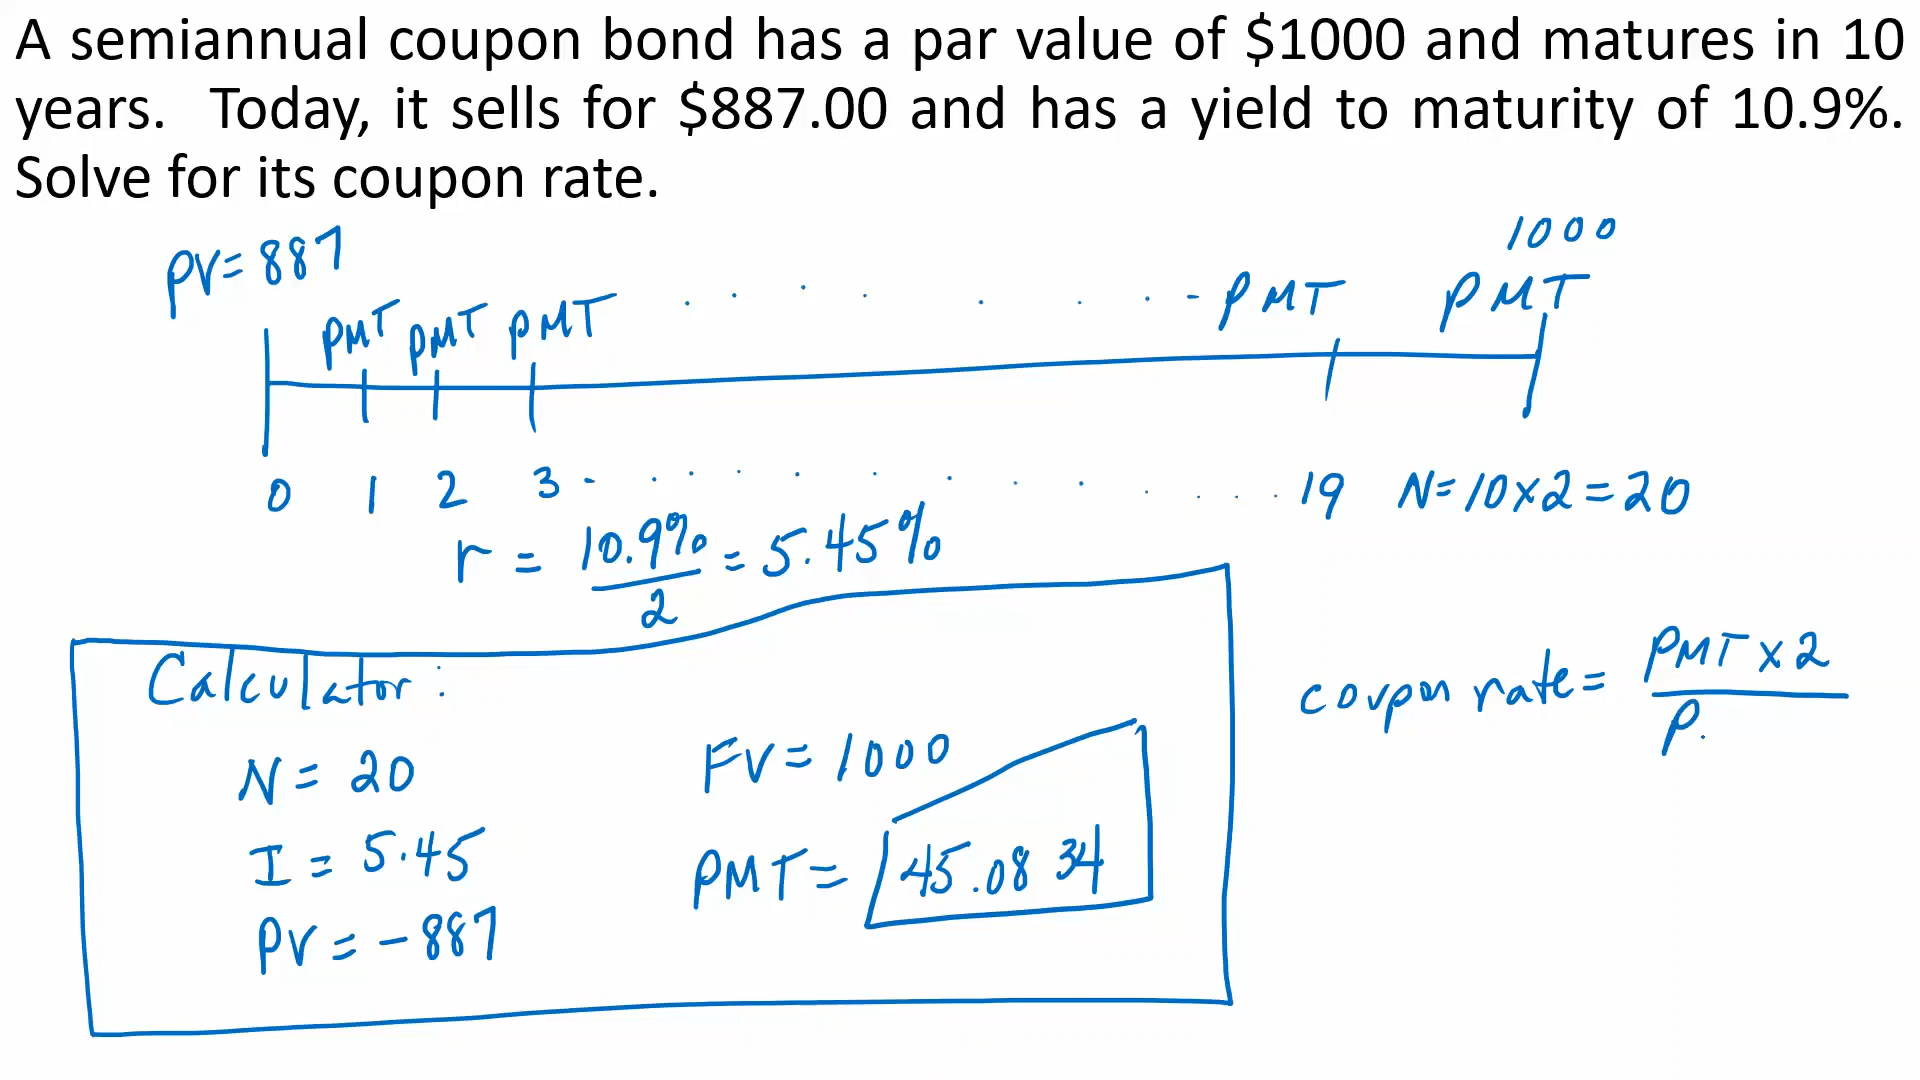 A semiannual coupon bond has a par value of $1000 and matures in 10
years. Today, it sells for $887.00 and has a yield to maturity of 10.9%.
Solve for its coupon rate.
1000
PV = 887
PMT PMT PMT . . . . . . . - PMT PMT
0 1 2 3 - . . . . . . . . . . . . 19 N = 10 x 2 = 20
r = 10.9% / 2 = 5.45%
Calculator:
N = 20
I = 5.45
PV = -887
FV = 1000
PMT = 45.0834
coupon rate = PMT x 2 / P.